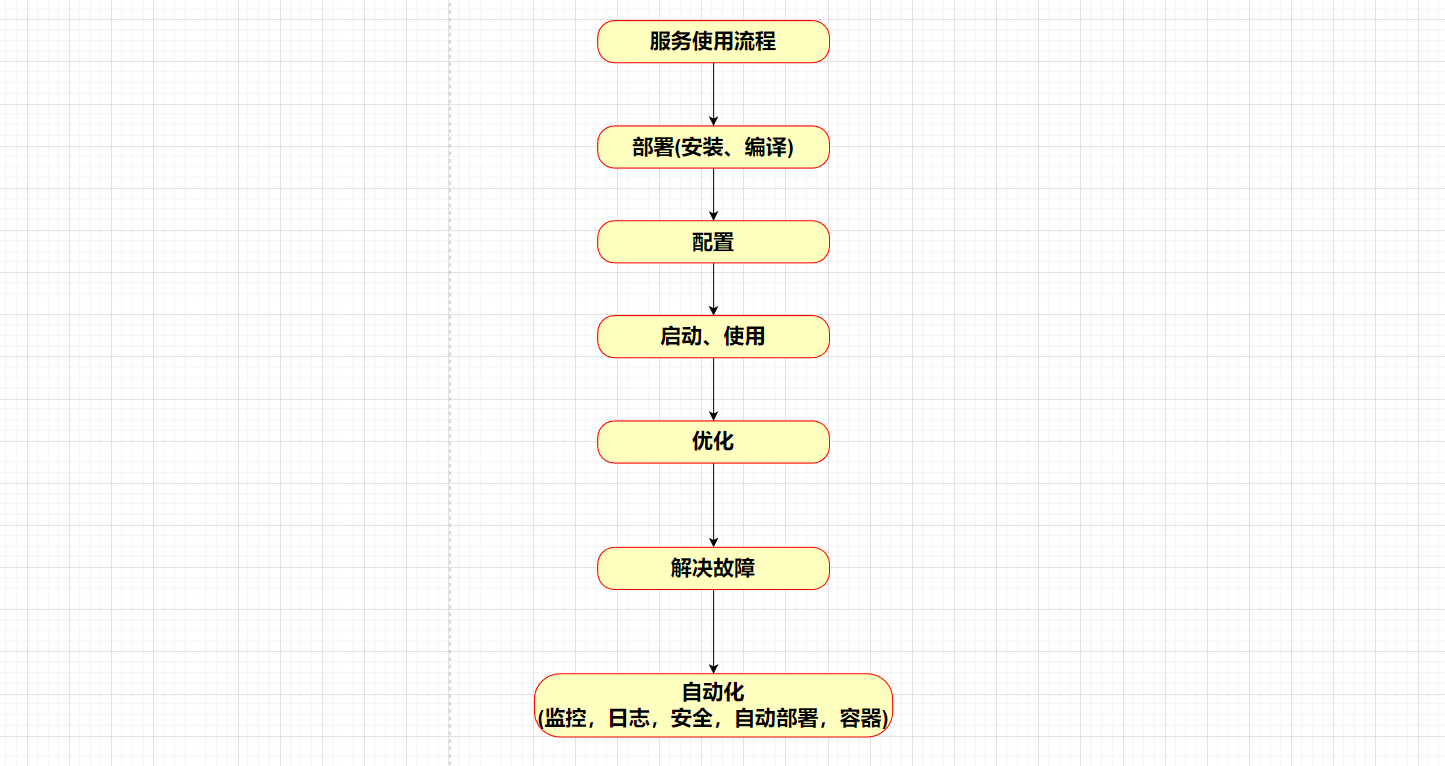 服务使用流程
部署(安装、编译)
配置
启动、使用
优化
解决故障
自动化
(监控，日志，安全，自动部署，容器)